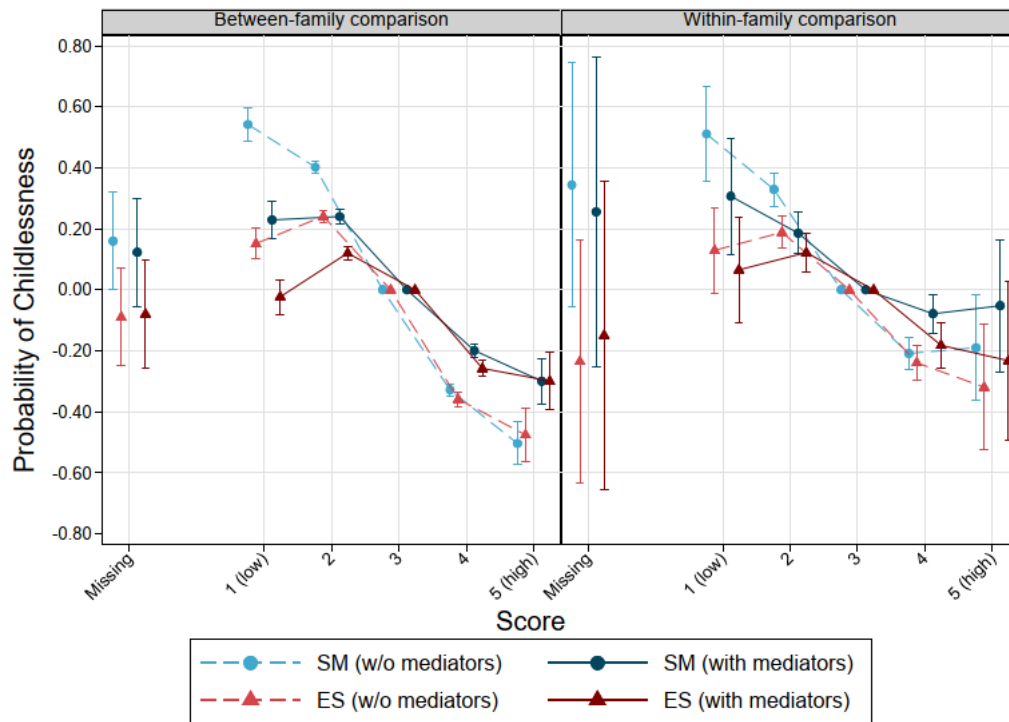 Between-family comparison
Within-family comparison
Probability of Childlessness
0.80
0.60
0.40
0.20
0.00
-0.20
-0.40
-0.60
-0.80
Missing
1 (low)
2
3
4
5 (high)
Missing
1 (low)
2
3
4
5 (high)
Score
SM (w/o mediators)
SM (with mediators)
ES (w/o mediators)
ES (with mediators)